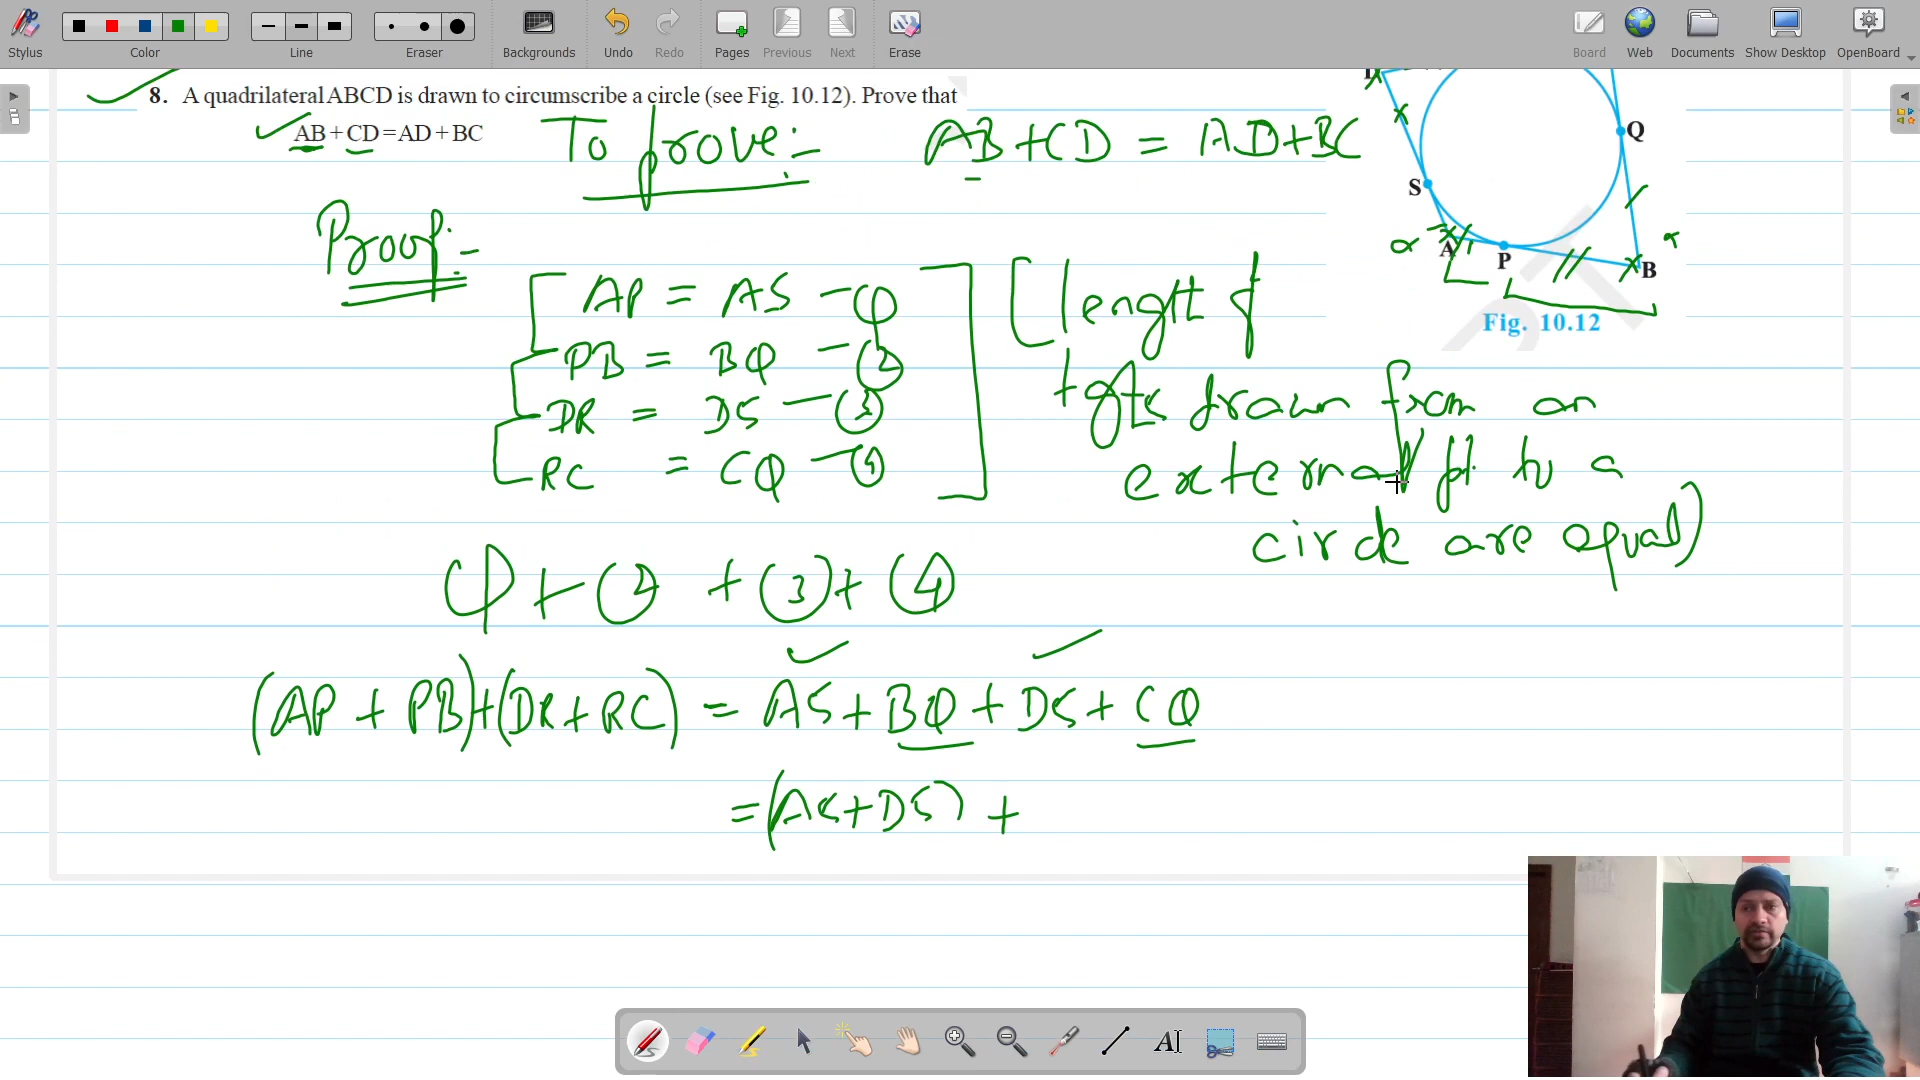 Stylus Color Line Eraser Backgrounds Undo Redo Pages Previous Next Erase Board Web Documents Show Desktop OpenBoard
8. A quadrilateral ABCD is drawn to circumscribe a circle (see Fig. 10.12). Prove that
AB + CD = AD + BC
To prove :- AB + CD = AD + BC
Q
S
A P B
Fig. 10.12
Proof :-
AP = AS - (1) [length of
PB = BQ - (2)
DR = DS - (3) tgts drawn from an
RC = CQ - (4) external pt. to a
circle are equal)
(1) + (2) + (3) + (4)
(AP + PB) + (DR + RC) = AS + BQ + DS + CQ
= (AS + DS) +